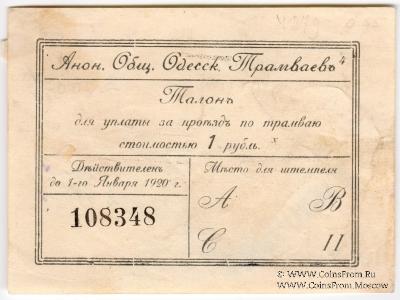 Анон. Общ. Одесск. Трамваевъ
Талонъ
для уплаты за проѣздъ по трамваю
стоимостью 1 рубль.
Дѣйствителенъ
до 1-го Января 1920 г.
108348
Мѣсто для штемпеля
А В
С
www.CoinsFrom.Ru
www.CoinsFrom.Moscow